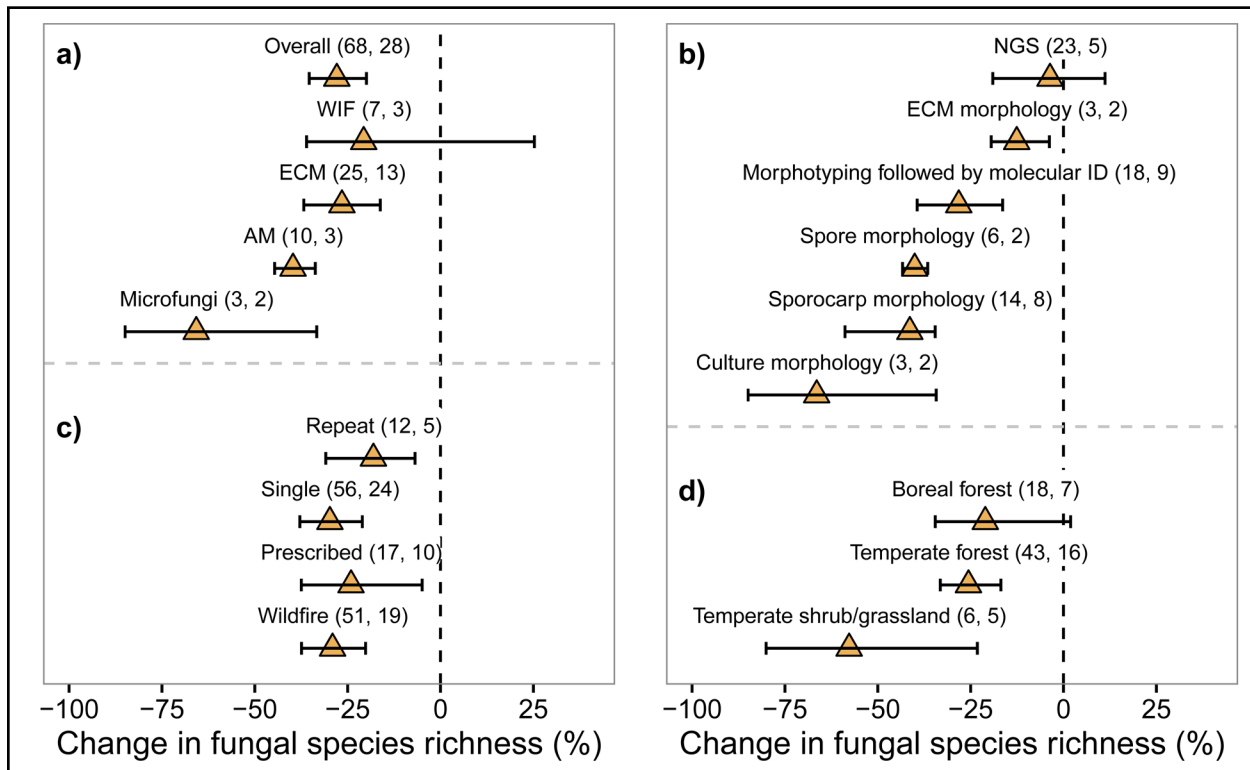 a)
Overall (68, 28)
WIF (7, 3)
ECM (25, 13)
AM (10, 3)
Microfungi (3, 2)
c)
Repeat (12, 5)
Single (56, 24)
Prescribed (17, 10)
Wildfire (51, 19)
−100 −75 −50 −25 0 25
Change in fungal species richness (%)
b)
NGS (23, 5)
ECM morphology (3, 2)
Morphotyping followed by molecular ID (18, 9)
Spore morphology (6, 2)
Sporocarp morphology (14, 8)
Culture morphology (3, 2)
d)
Boreal forest (18, 7)
Temperate forest (43, 16)
Temperate shrub/grassland (6, 5)
−100 −75 −50 −25 0 25
Change in fungal species richness (%)